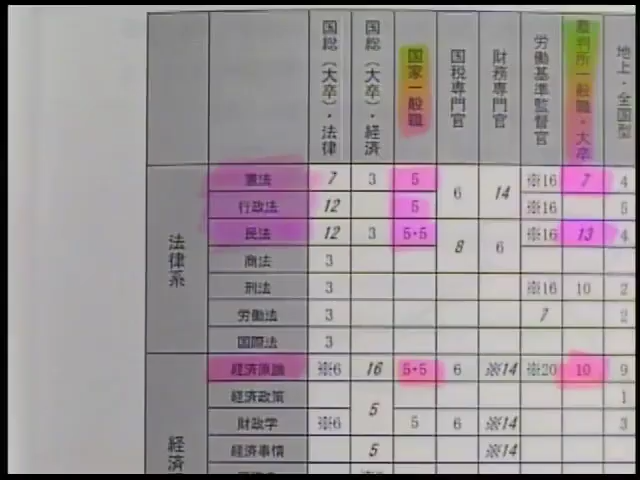 国総（大卒）・法律 国総（大卒）・経済 国家一般職 国税専門官 財務専門官 労働基準監督官 裁判所一般職・大卒 地上・全国型
法律系
憲法 7 3 5 6 14 ※16 7 4
行政法 12 5 ※16 5
民法 12 3 5・5 8 6 ※16 13 4
商法 3
刑法 3 ※16 10 2
労働法 3 7 2
国際法 3
経済
経済原論 ※6 16 5・5 6 ※14 ※20 10 9
経済政策 5 1
財政学 ※6 5 6 ※14 3
経済事情 5 ※14